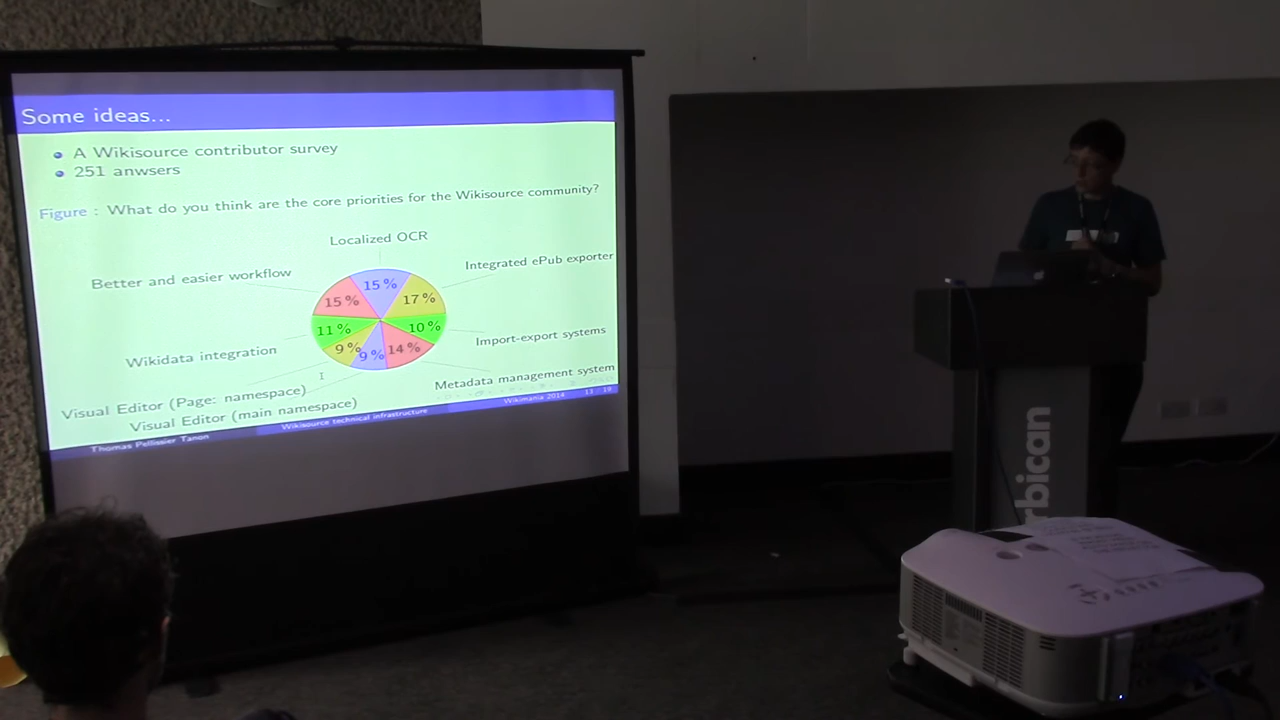 Some ideas...
A Wikisource contributor survey
251 anwsers
Figure : What do you think are the core priorities for the Wikisource community?
Localized OCR
Better and easier workflow
Integrated ePub exporter
15 %
15 %
17 %
11 %
10 %
9 %
9 %
14 %
Wikidata integration
Import-export systems
Visual Editor (Page: namespace)
Metadata management system
Visual Editor (main namespace)
Thomas Pellissier Tanon
Wikisource technical infrastructure
Wikimania 2014
13 / 19
rbican